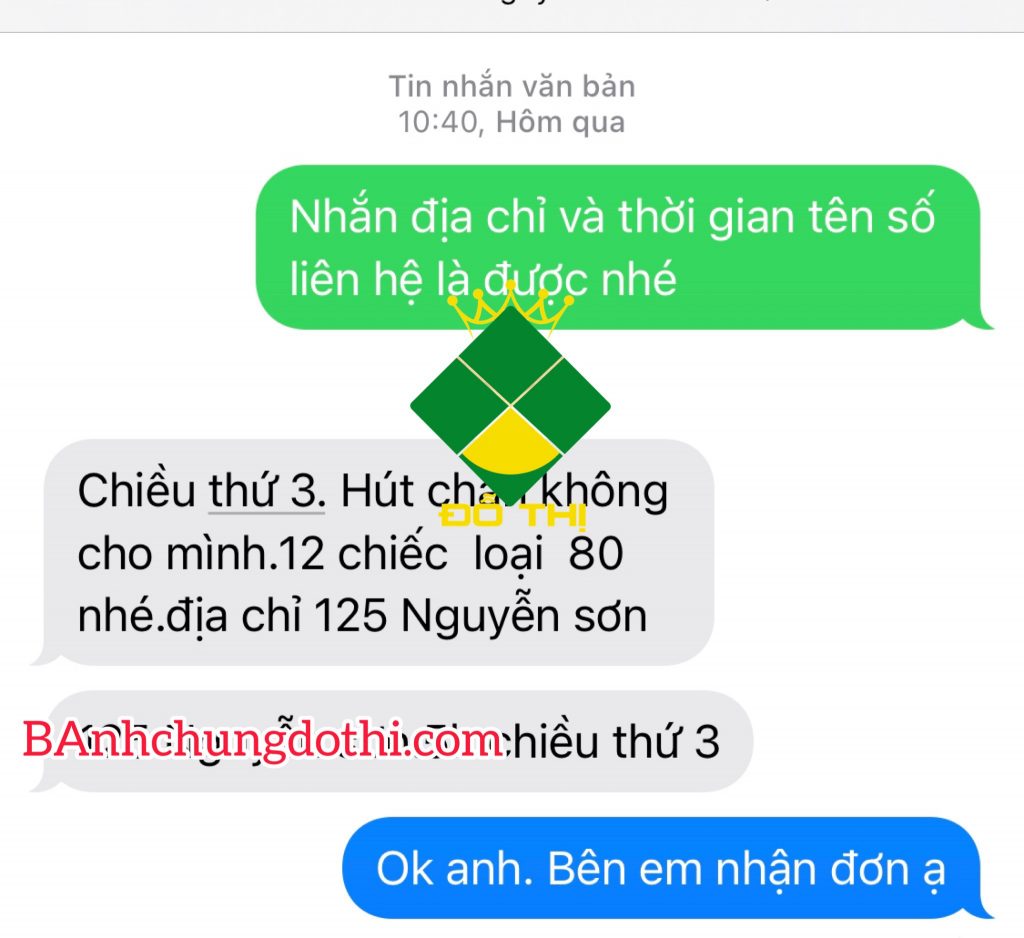 Tin nhắn văn bản
10:40, Hôm qua
Nhắn địa chỉ và thời gian tên số
liên hệ là được nhé
Chiều thứ 3. Hút chân không
ĐỖ THỊ
cho mình.12 chiếc loại 80
nhé.địa chỉ 125 Nguyễn sơn
BAnhchungdothi.com
chiều thứ 3
Ok anh. Bên em nhận đơn ạ